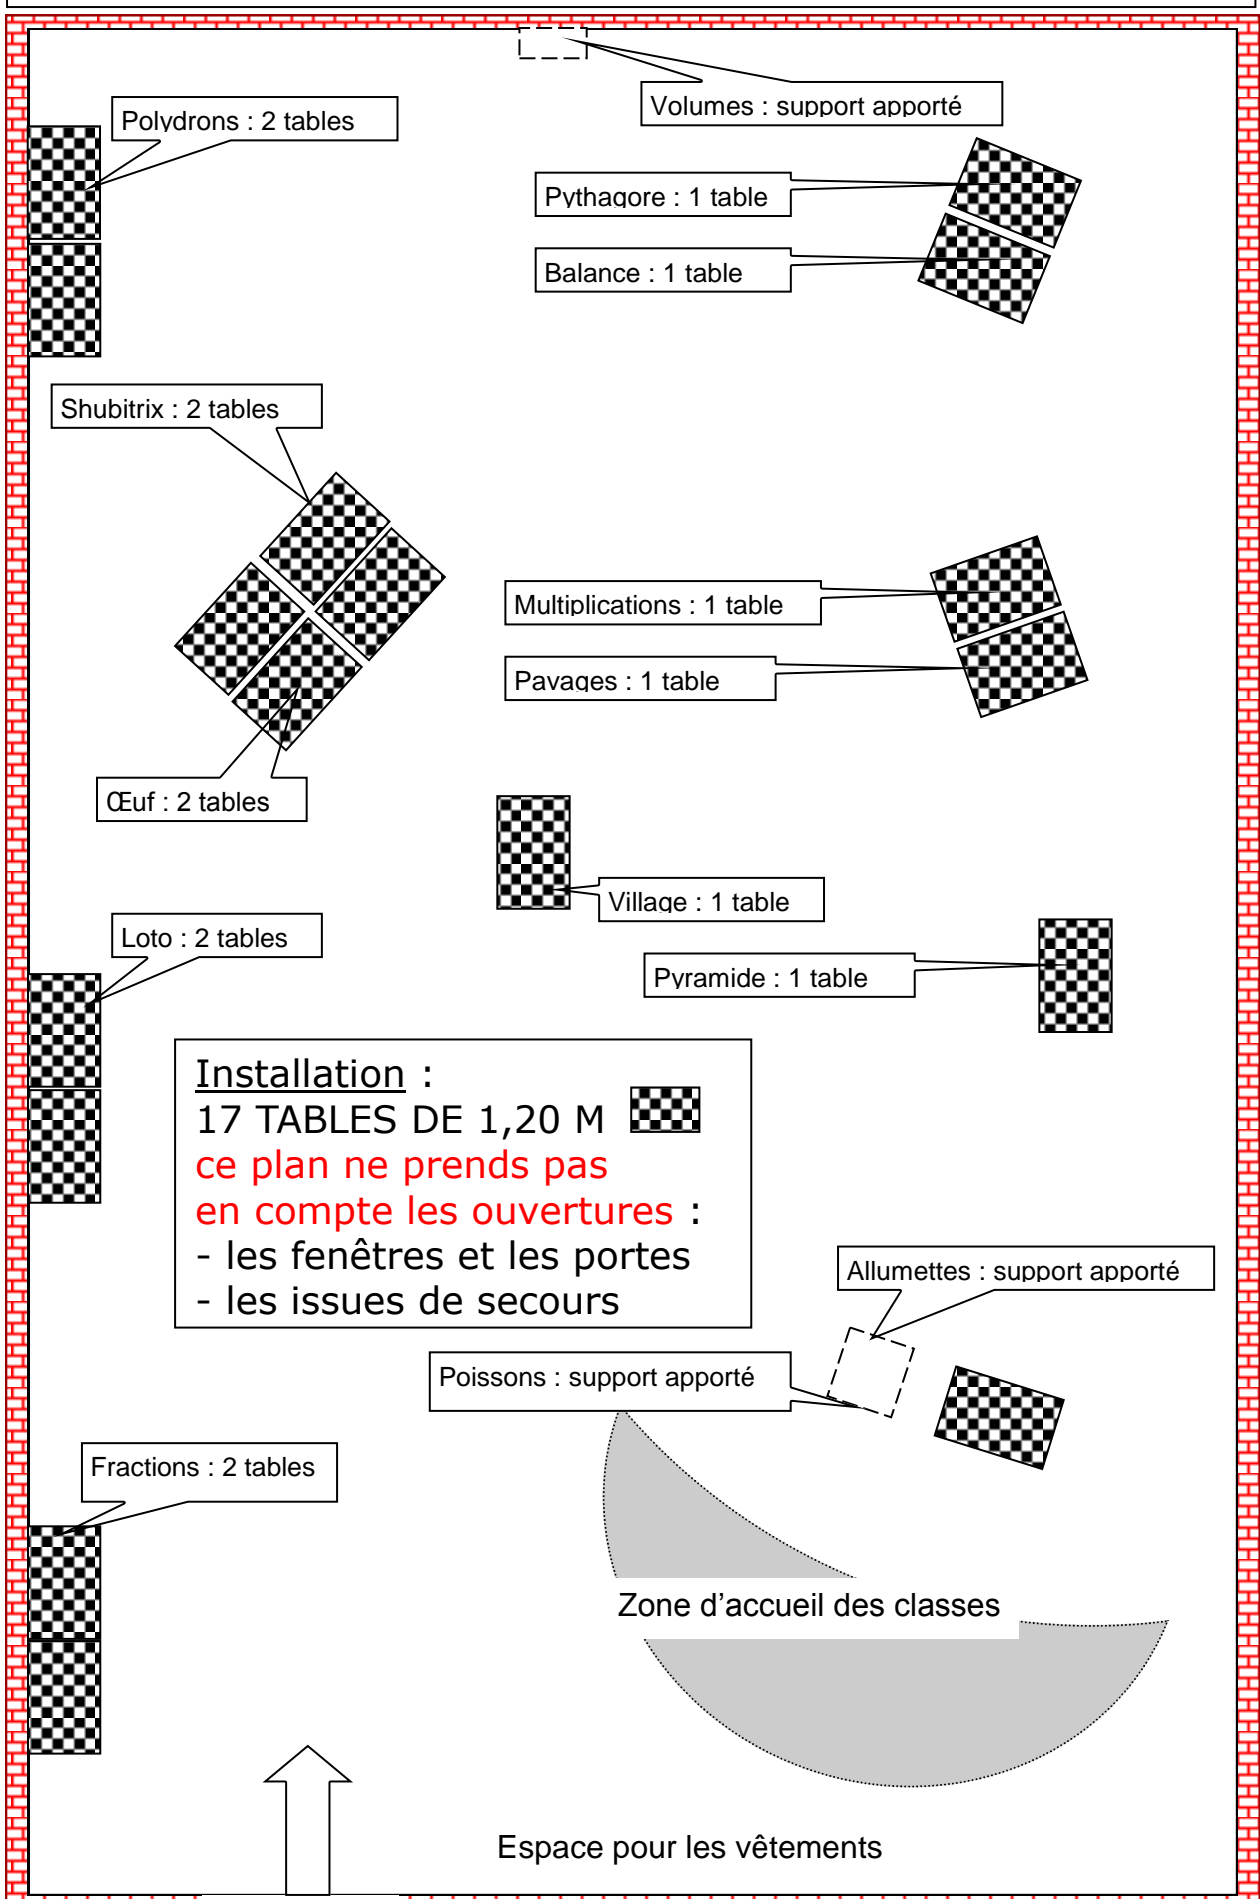 Volumes : support apporté
Polydrons : 2 tables
Pythagore : 1 table
Balance : 1 table
Shubitrix : 2 tables
Multiplications : 1 table
Pavages : 1 table
Œuf : 2 tables
Village : 1 table
Loto : 2 tables
Pyramide : 1 table
Installation :
17 TABLES DE 1,20 M
ce plan ne prends pas
en compte les ouvertures :
- les fenêtres et les portes
- les issues de secours
Allumettes : support apporté
Poissons : support apporté
Fractions : 2 tables
Zone d'accueil des classes
Espace pour les vêtements